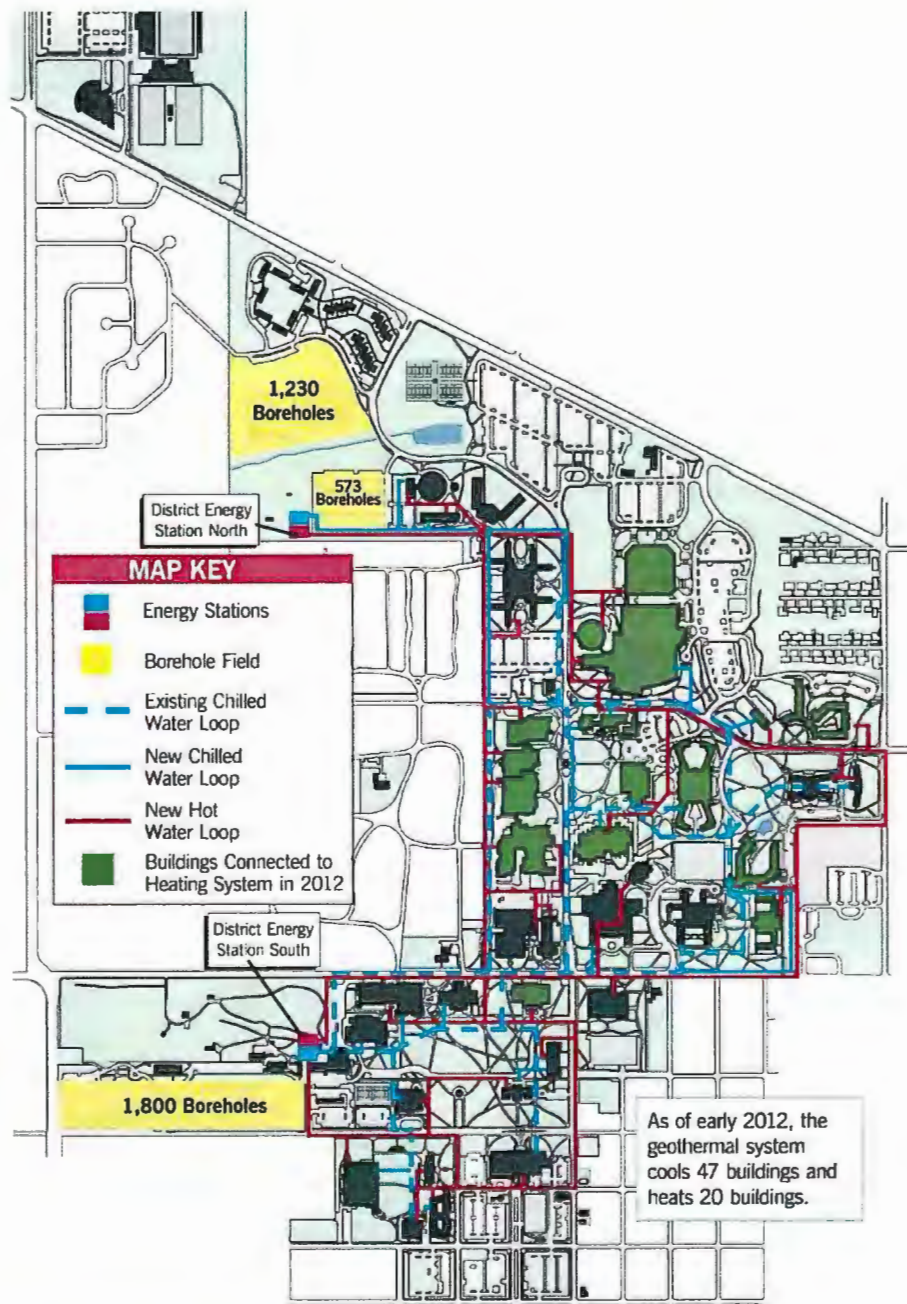 1,230
Boreholes
573
Boreholes
District Energy
Station North
MAP KEY
Energy Stations
Borehole Field
Existing Chilled
Water Loop
New Chilled
Water Loop
New Hot
Water Loop
Buildings Connected to
Heating System in 2012
District Energy
Station South
1,800 Boreholes
As of early 2012, the
geothermal system
cools 47 buildings and
heats 20 buildings.